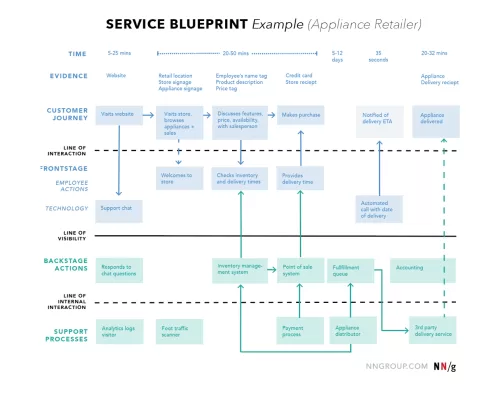 SERVICE BLUEPRINT Example (Appliance Retailer)
TIME
5-25 mins
20-50 mins
5-12
days
35
seconds
20-32 mins
EVIDENCE
Website
Retail location
Store signage
Appliance signage
Employee's name tag
Product description
Price tag
Credit card
Store reciept
Appliance
Delivery reciept
CUSTOMER
JOURNEY
Visits website
Visits store,
browses
appliances +
sales
Discusses features,
price, availability,
with salesperson
Makes purchase
Notified of
delivery ETA
Appliance
delivered
LINE OF
INTERACTION
FRONTSTAGE
EMPLOYEE
ACTIONS
Welcomes to
store
Checks inventory
and delivery times
Provides
delivery time
TECHNOLOGY
Support chat
Automated
call with date
of delivery
LINE OF
VISIBILITY
BACKSTAGE
ACTIONS
Responds to
chat questions
Inventory manage-
ment system
Point of sale
system
Fulfillment
queue
Accounting
LINE OF
INTERNAL
INTERACTION
SUPPORT
PROCESSES
Analytics logs
visitor
Foot traffic
scanner
Payment
process
Appliance
distributor
3rd party
delivery service
NNGROUP.COM NN/g